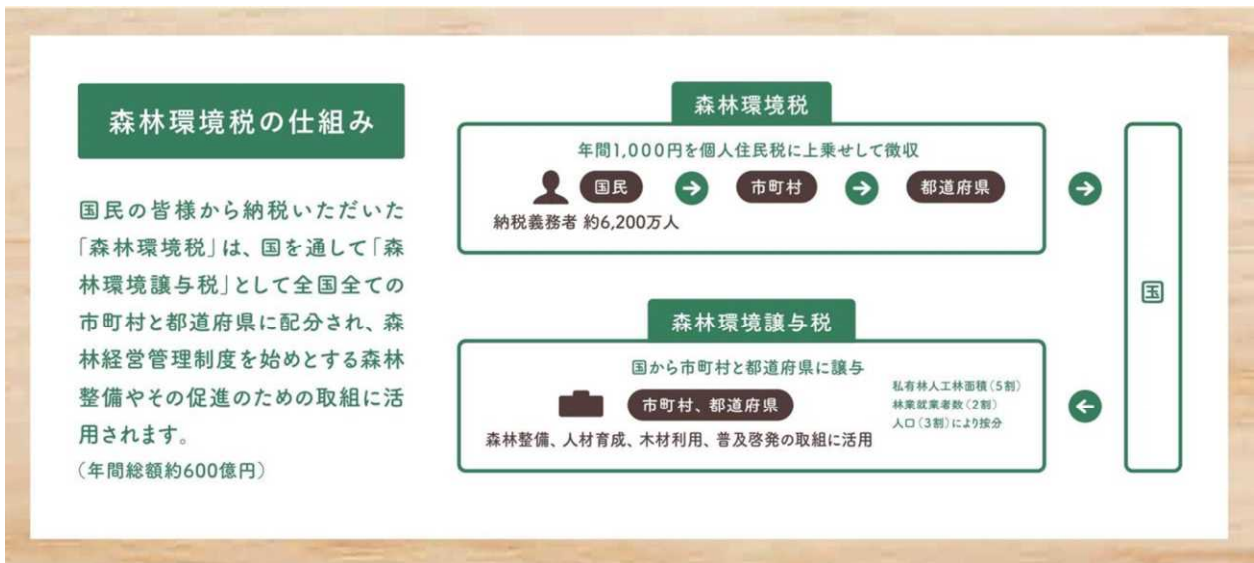 森林環境税の仕組み
国民の皆様から納税いただいた
「森林環境税」は、国を通して「森
林環境譲与税」として全国全ての
市町村と都道府県に配分され、森
林経営管理制度を始めとする森林
整備やその促進のための取組に活
用されます。
（年間総額約600億円）
森林環境税
年間1,000円を個人住民税に上乗せして徴収
国民 市町村 都道府県
納税義務者 約6,200万人
国
森林環境譲与税
国から市町村と都道府県に譲与
市町村、都道府県
森林整備、人材育成、木材利用、普及啓発の取組に活用
私有林人工林面積（5割）
林業就業者数（2割）
人口（3割）により按分